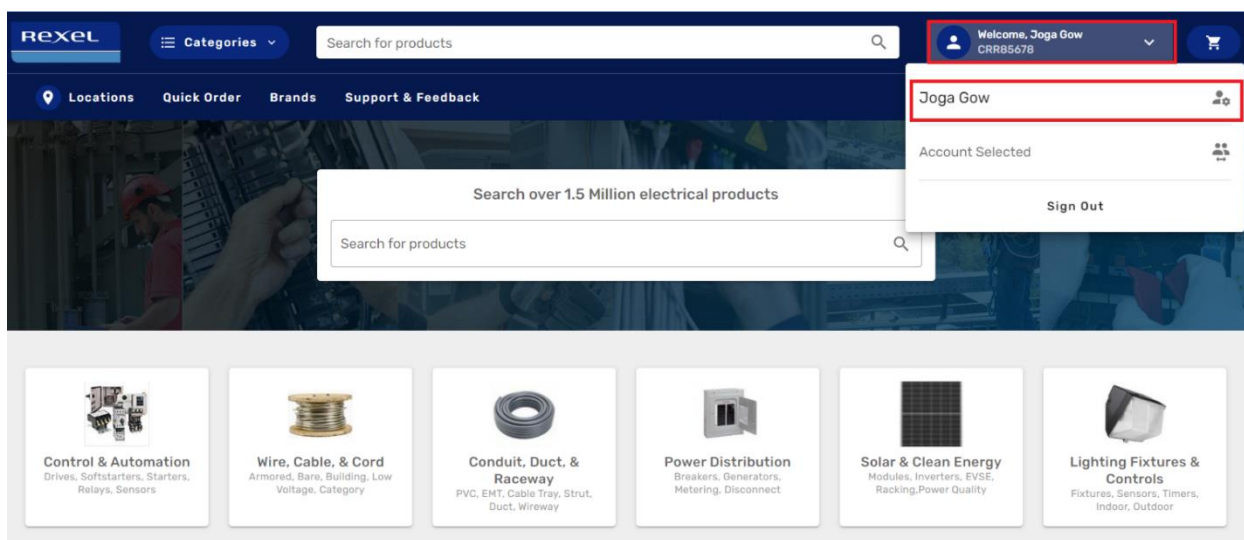 Rexel
Categories
Search for products
Welcome, Joga Gow
CRR85678
Locations
Quick Order
Brands
Support & Feedback
Joga Gow
Account Selected
Sign Out
Search over 1.5 Million electrical products
Search for products
Control & Automation
Drives, Softstarters, Starters,
Relays, Sensors
Wire, Cable, & Cord
Armored, Bare, Building, Low
Voltage, Category
Conduit, Duct, &
Raceway
PVC, EMT, Cable Tray, Strut,
Duct, Wireway
Power Distribution
Breakers, Generators,
Metering, Disconnect
Solar & Clean Energy
Modules, Inverters, EVSE,
Racking,Power Quality
Lighting Fixtures &
Controls
Fixtures, Sensors, Timers,
Indoor, Outdoor